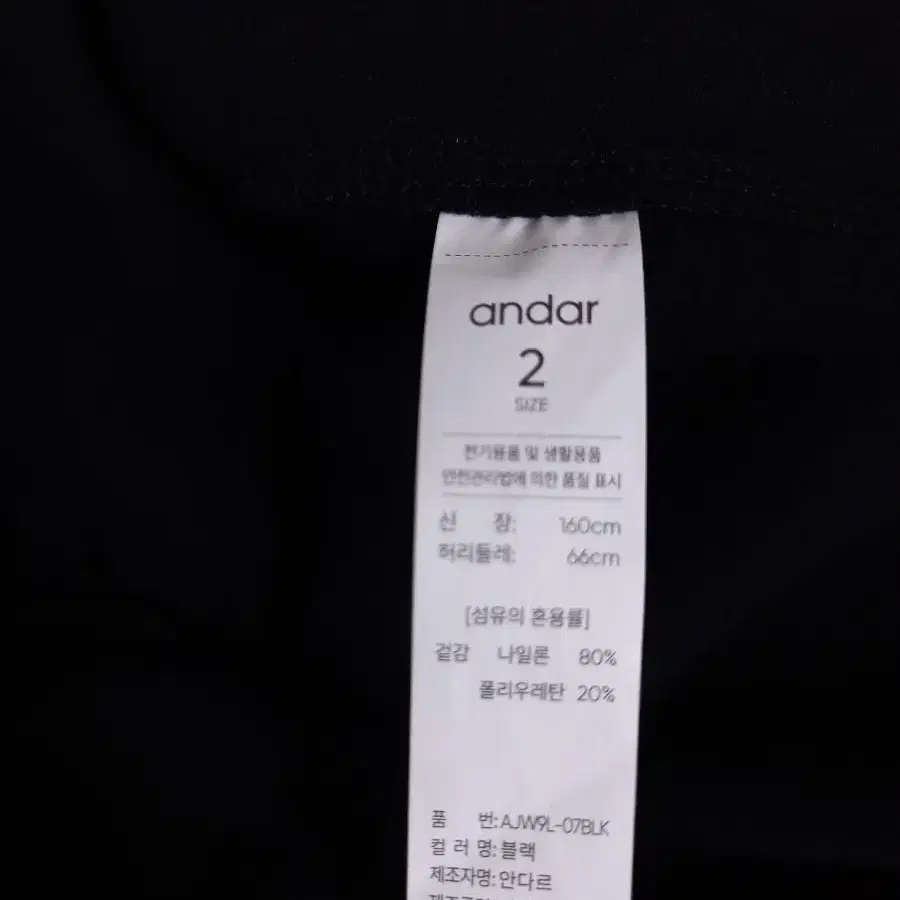 andar
2
SIZE
전기용품 및 생활용품
안전관리법에 의한 품질 표시
신 장: 160cm
허리둘레: 66cm
[섬유의 혼용률]
겉감 나일론 80%
폴리우레탄 20%
품 번: AJW9L-07BLK
컬 러 명: 블랙
제조자명: 안다르